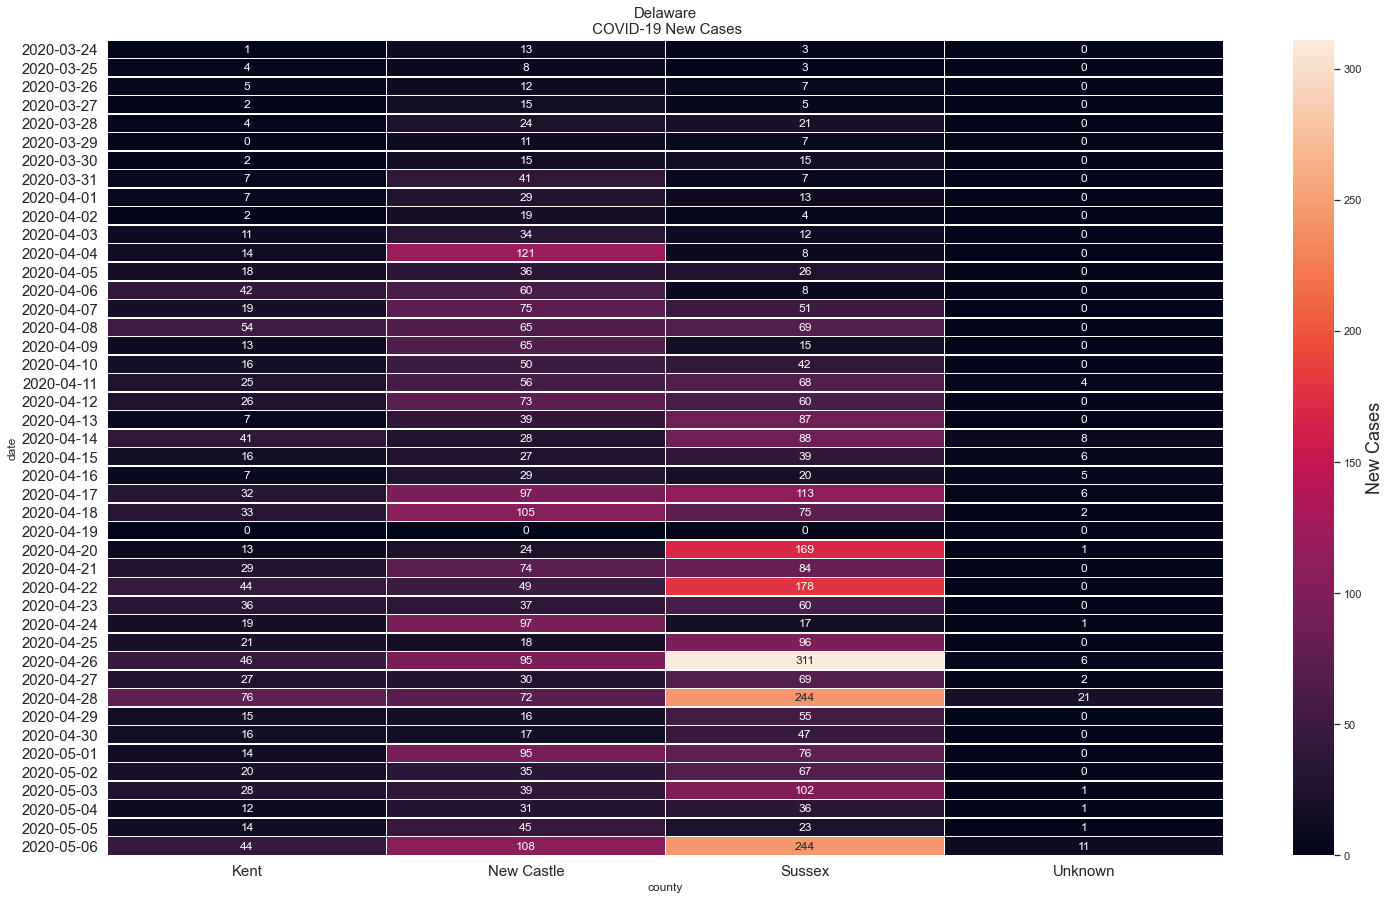 Delaware
COVID-19 New Cases
2020-03-24 1 13 3 0
2020-03-25 4 8 3 0
2020-03-26 5 12 7 0
2020-03-27 2 15 5 0
2020-03-28 4 24 21 0
2020-03-29 0 11 7 0
2020-03-30 2 15 15 0
2020-03-31 7 41 7 0
2020-04-01 7 29 13 0
2020-04-02 2 19 4 0
2020-04-03 11 34 12 0
2020-04-04 14 121 8 0
2020-04-05 18 36 26 0
2020-04-06 42 60 8 0
2020-04-07 19 75 51 0
2020-04-08 54 65 69 0
2020-04-09 13 65 15 0
2020-04-10 16 50 42 0
2020-04-11 25 56 68 4
2020-04-12 26 73 60 0
2020-04-13 7 39 87 0
2020-04-14 41 28 88 8
2020-04-15 16 27 39 6
2020-04-16 7 29 20 5
2020-04-17 32 97 113 6
2020-04-18 33 105 75 2
2020-04-19 0 0 0 0
2020-04-20 13 24 169 1
2020-04-21 29 74 84 0
2020-04-22 44 49 178 0
2020-04-23 36 37 60 0
2020-04-24 19 97 17 1
2020-04-25 21 18 96 0
2020-04-26 46 95 311 6
2020-04-27 27 30 69 2
2020-04-28 76 72 244 21
2020-04-29 15 16 55 0
2020-04-30 16 17 47 0
2020-05-01 14 95 76 0
2020-05-02 20 35 67 0
2020-05-03 28 39 102 1
2020-05-04 12 31 36 1
2020-05-05 14 45 23 1
2020-05-06 44 108 244 11
Kent New Castle Sussex Unknown
county
date
300
250
200
150
100
50
0
New Cases